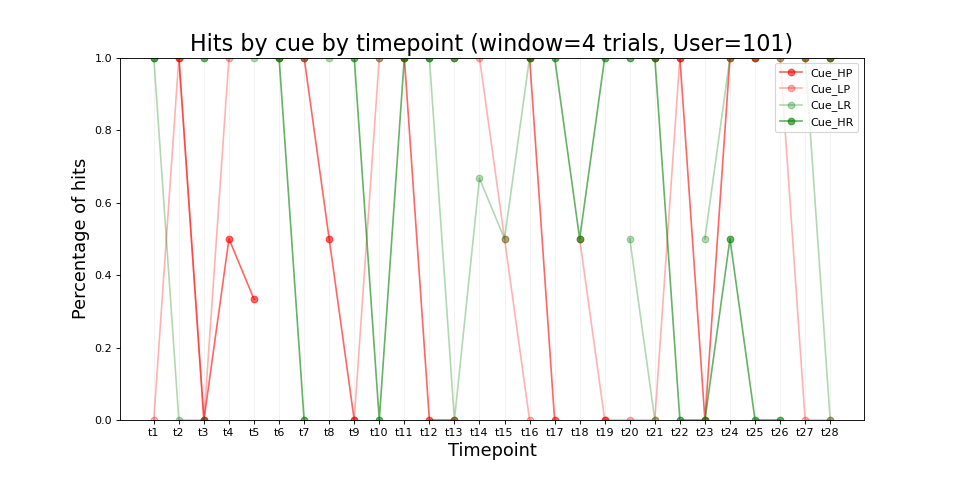 Hits by cue by timepoint (window=4 trials, User=101)
Cue_HP
Cue_LP
Cue_LR
Cue_HR
Percentage of hits
1.0
0.8
0.6
0.4
0.2
0.0
t1 t2 t3 t4 t5 t6 t7 t8 t9 t10 t11 t12 t13 t14 t15 t16 t17 t18 t19 t20 t21 t22 t23 t24 t25 t26 t27 t28
Timepoint